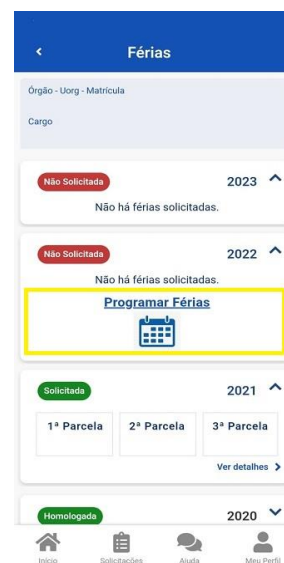 Férias
Órgão - Uorg - Matrícula
Cargo
Não Solicitada 2023
Não há férias solicitadas.
Não Solicitada 2022
Não há férias solicitadas.
Programar Férias
Solicitada 2021
1ª Parcela 2ª Parcela 3ª Parcela
Ver detalhes
Homologada 2020
Início Solicitações Ajuda Meu Perfil